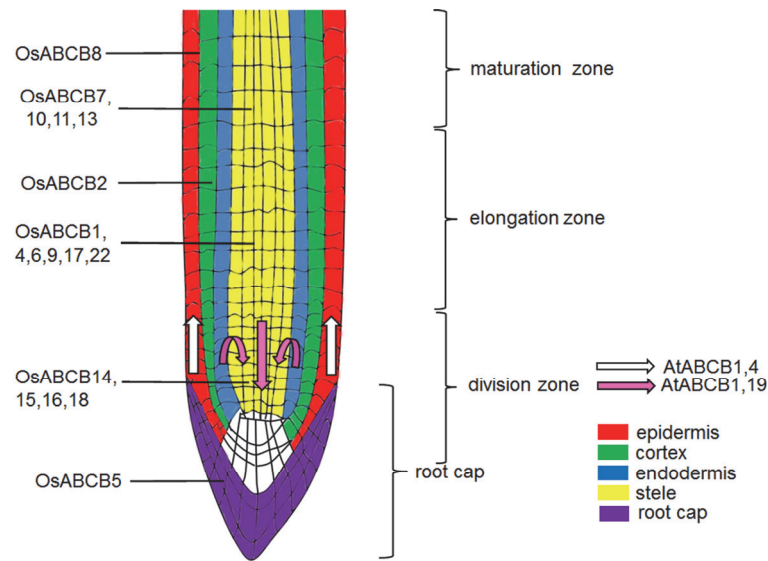 OsABCB8
OsABCB7,
10,11,13
OsABCB2
OsABCB1,
4,6,9,17,22
OsABCB14,
15,16,18
OsABCB5
maturation zone
elongation zone
division zone
root cap
AtABCB1,4
AtABCB1,19
epidermis
cortex
endodermis
stele
root cap